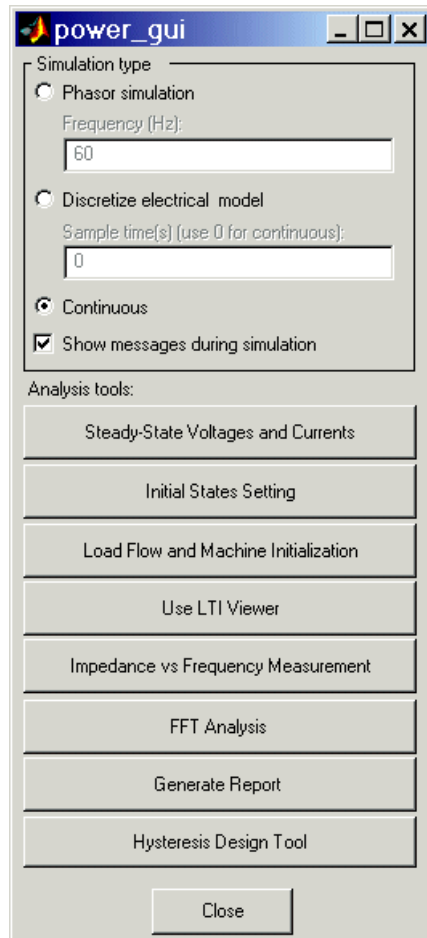 power_gui
Simulation type
Phasor simulation
Frequency (Hz):
60
Discretize electrical model
Sample time(s) (use 0 for continuous):
0
Continuous
Show messages during simulation
Analysis tools:
Steady-State Voltages and Currents
Initial States Setting
Load Flow and Machine Initialization
Use LTI Viewer
Impedance vs Frequency Measurement
FFT Analysis
Generate Report
Hysteresis Design Tool
Close